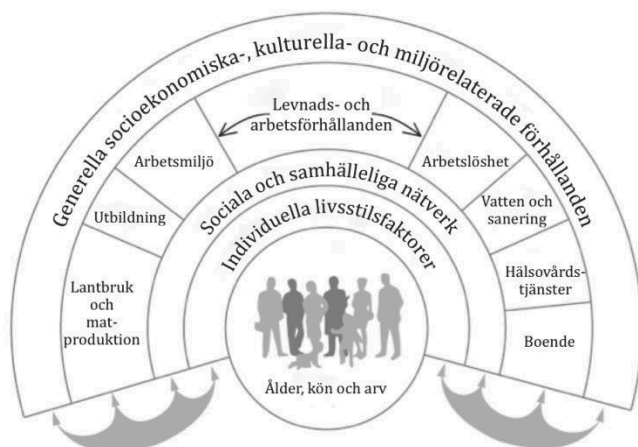 Generella socioekonomiska-, kulturella- och miljörelaterade förhållanden
Levnads- och
arbetsförhållanden
Arbetsmiljö
Arbetslöshet
Utbildning
Vatten och
sanering
Lantbruk
och
mat-
produktion
Hälsovårds-
tjänster
Boende
Sociala och samhälleliga nätverk
Individuella livsstilsfaktorer
Ålder, kön och arv